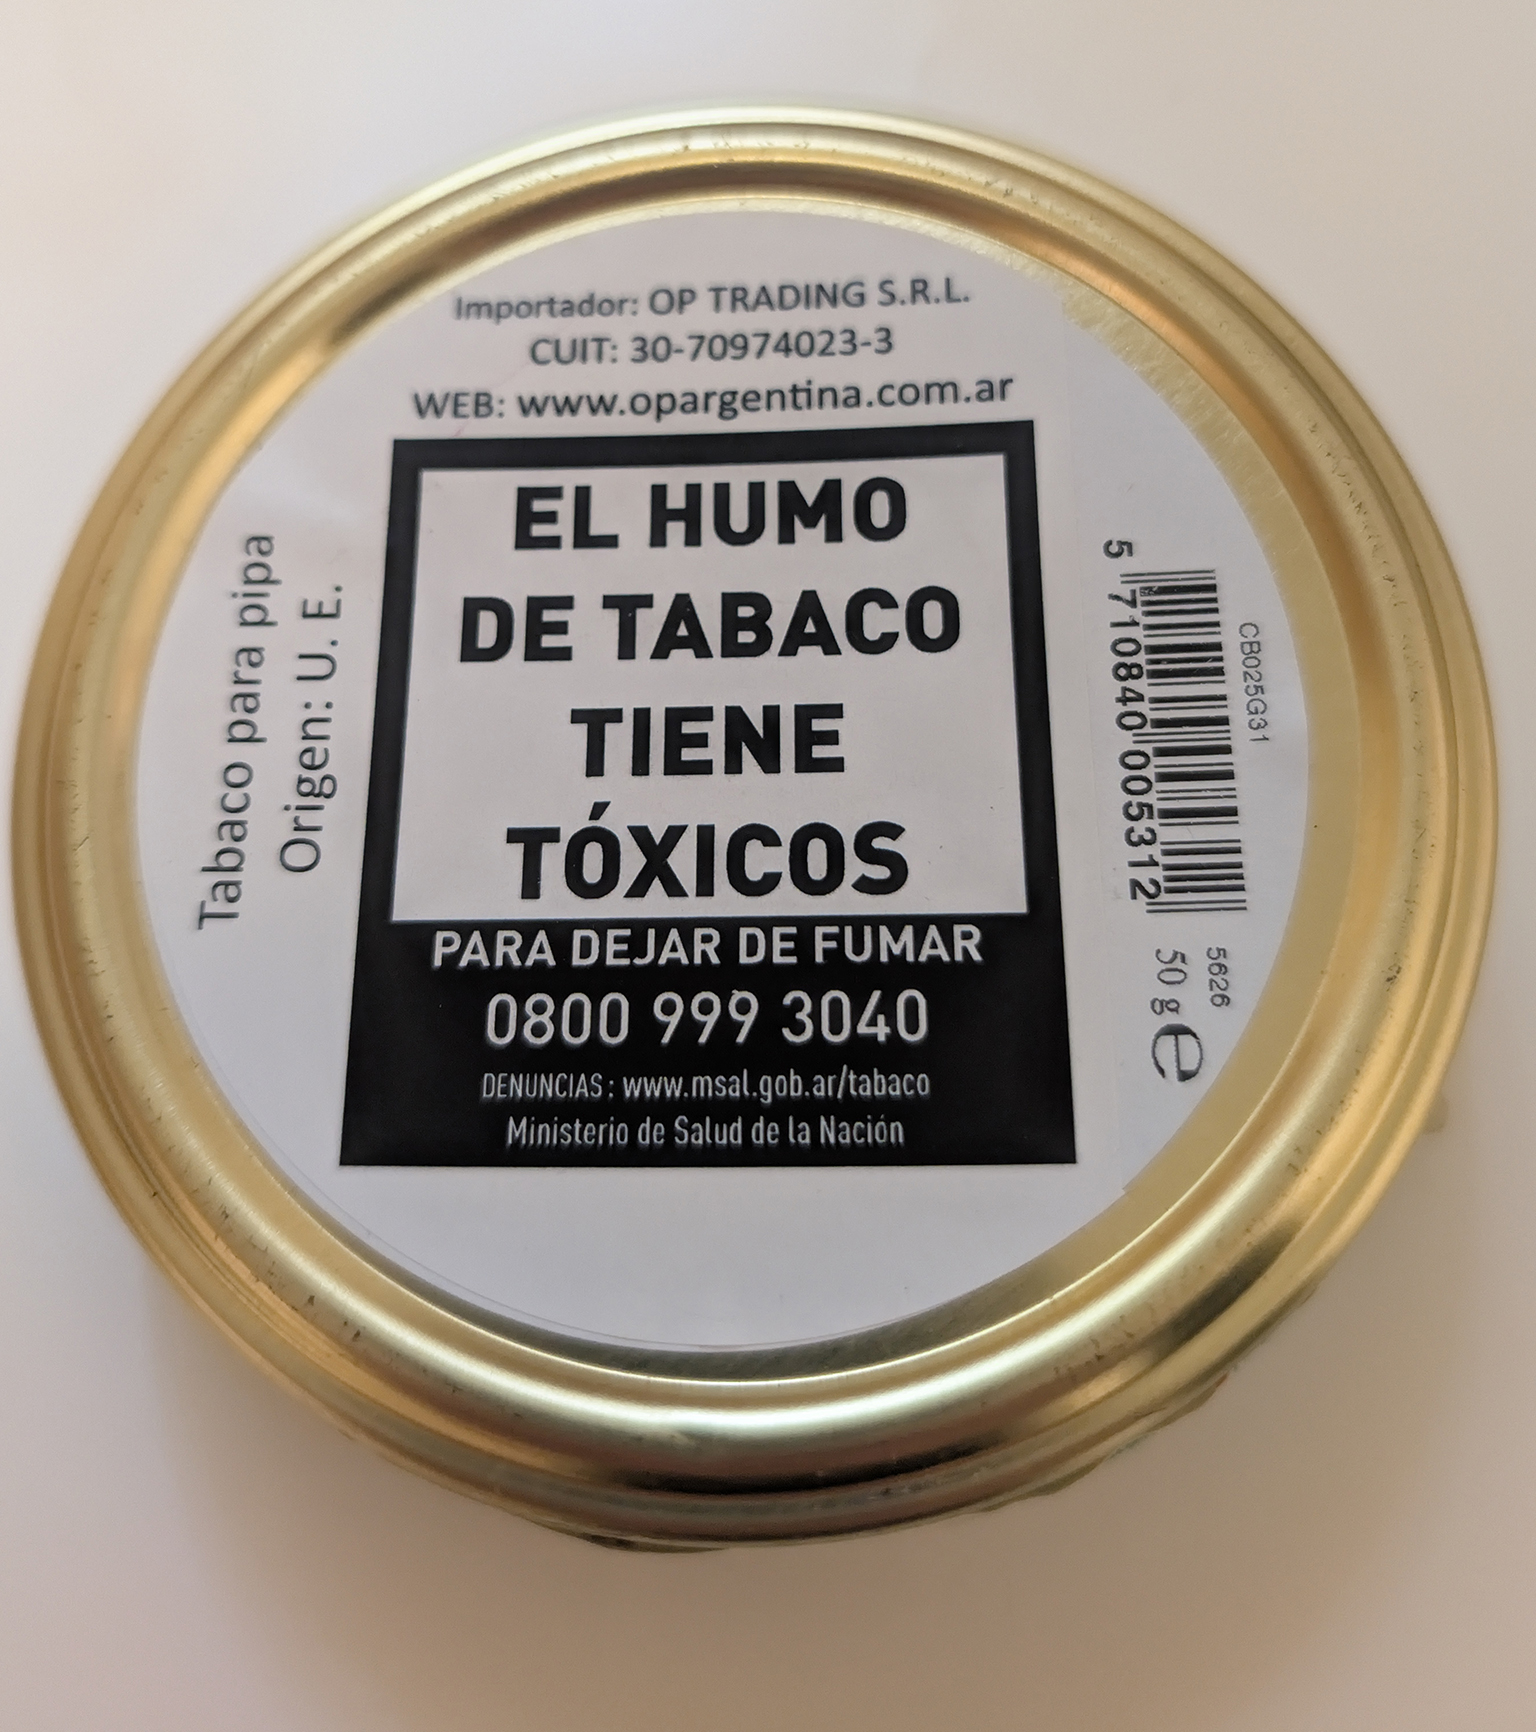 Importador: OP TRADING S.R.L.
CUIT: 30-70974023-3
WEB: www.opargentina.com.ar
Tabaco para pipa
Origen: U. E.
EL HUMO
DE TABACO
TIENE
TÓXICOS
PARA DEJAR DE FUMAR
0800 999 3040
DENUNCIAS: www.msal.gob.ar/tabaco
Ministerio de Salud de la Nación
CB025G31
5 710840 005312
5626
50 g e